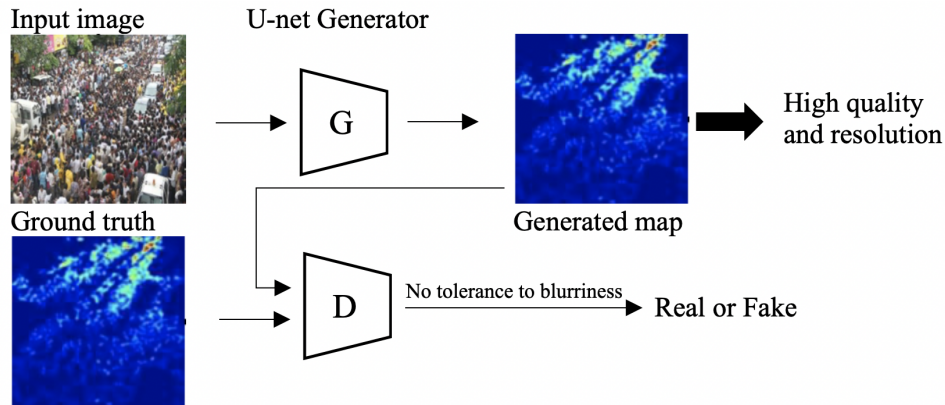 Input image
U-net Generator
G
High quality
and resolution
Ground truth
Generated map
D
No tolerance to blurriness
Real or Fake